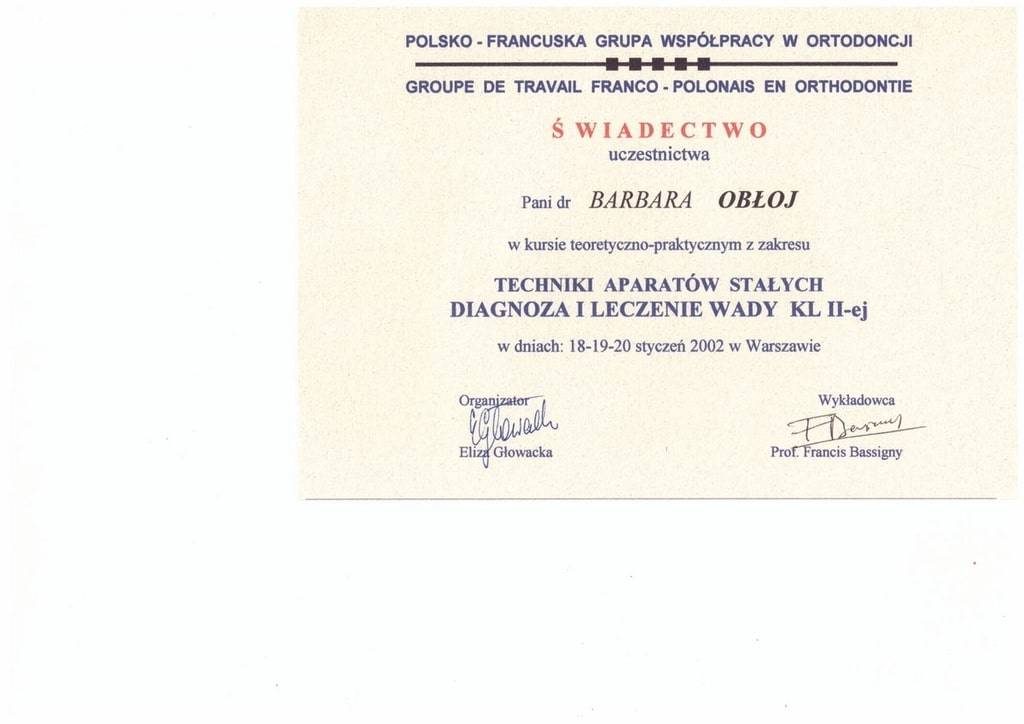 POLSKO - FRANCUSKA GRUPA WSPÓŁPRACY W ORTODONCJI
GROUPE DE TRAVAIL FRANCO - POLONAIS EN ORTHODONTIE
Ś W I A D E C T W O
uczestnictwa
Pani dr BARBARA OBŁOJ
w kursie teoretyczno-praktycznym z zakresu
TECHNIKI APARATÓW STAŁYCH
DIAGNOZA I LECZENIE WADY KL II-ej
w dniach: 18-19-20 styczeń 2002 w Warszawie
Organizator
EGłowacka
Eliza Głowacka
Wykładowca
F Bassigny
Prof. Francis Bassigny